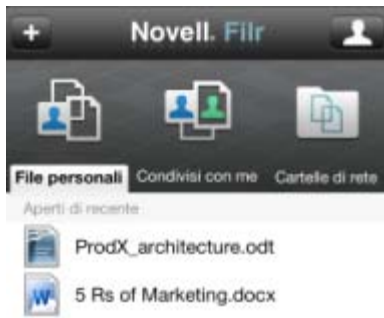 + Novell. Filr
File personali Condivisi con me Cartelle di rete
Aperti di recente
ProdX_architecture.odt
W 5 Rs of Marketing.docx